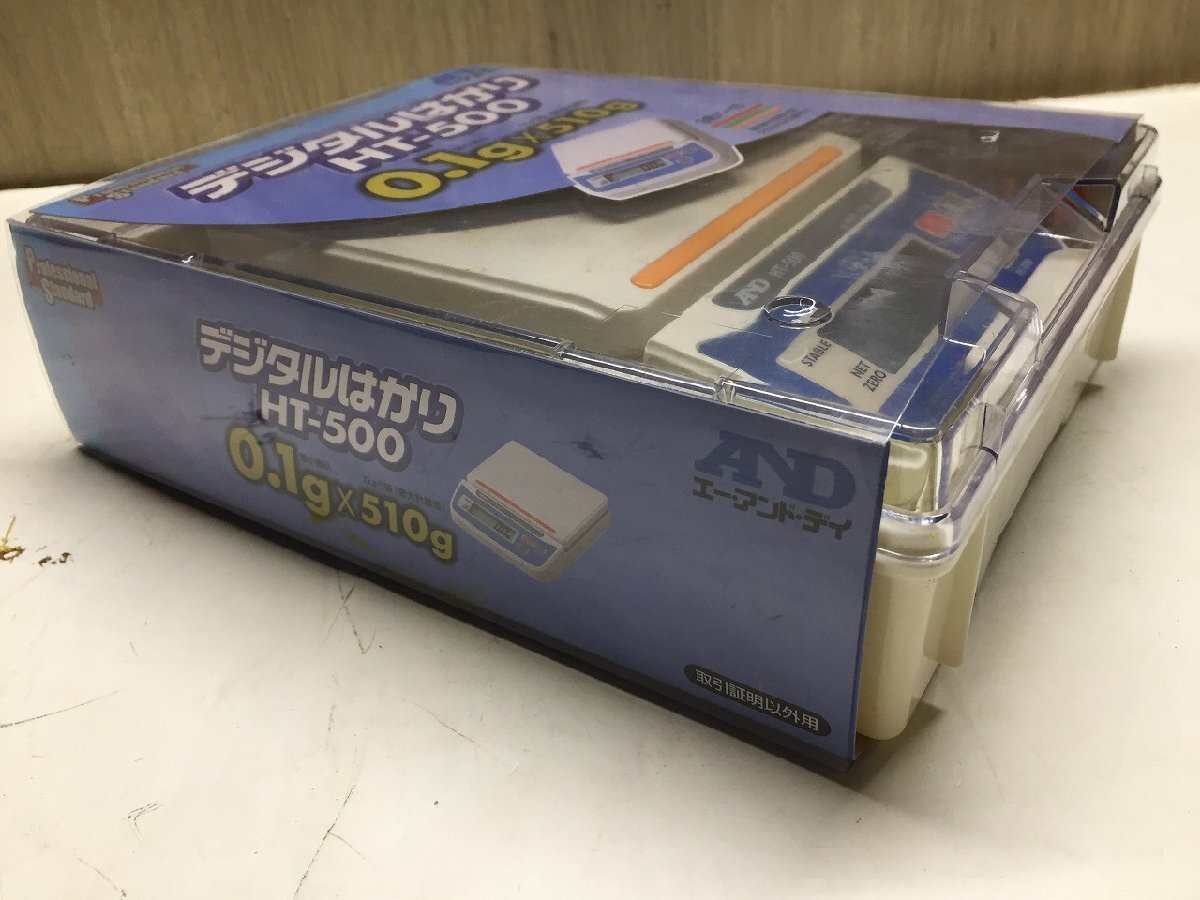 デジタルはかり
HT-500
0.1g×510g
AND HT-500
STABLE
NET
ZERO
Professional
Standard
デジタルはかり
HT-500
0.1g×510g
AND
エー・アンド・デイ
取引証明以外用